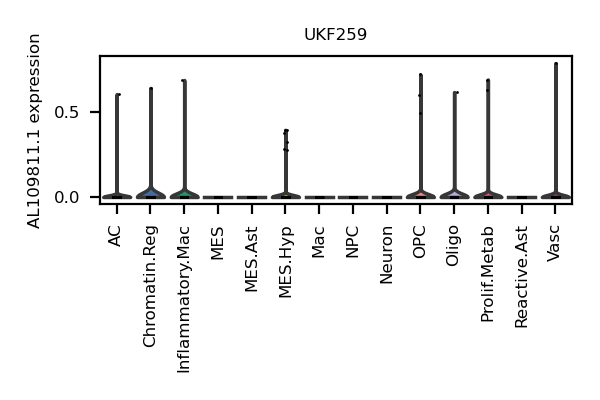 UKF259
AL109811.1 expression
0.5
0.0
AC
Chromatin.Reg
Inflammatory.Mac
MES
MES.Ast
MES.Hyp
Mac
NPC
Neuron
OPC
Oligo
Prolif.Metab
Reactive.Ast
Vasc